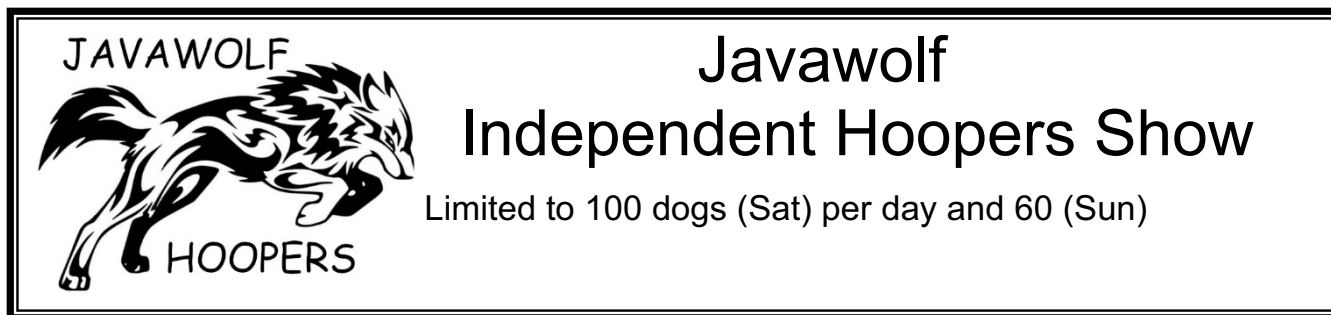 JAVAWOLF
HOOPERS
Javawolf
Independent Hoopers Show
Limited to 100 dogs (Sat) per day and 60 (Sun)